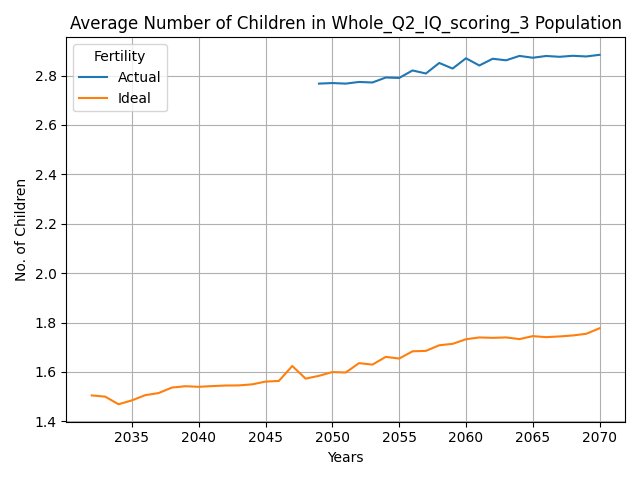 Average Number of Children in Whole_Q2_IQ_scoring_3 Population
Fertility
Actual
Ideal
No. of Children
2.8
2.6
2.4
2.2
2.0
1.8
1.6
1.4
2035 2040 2045 2050 2055 2060 2065 2070
Years